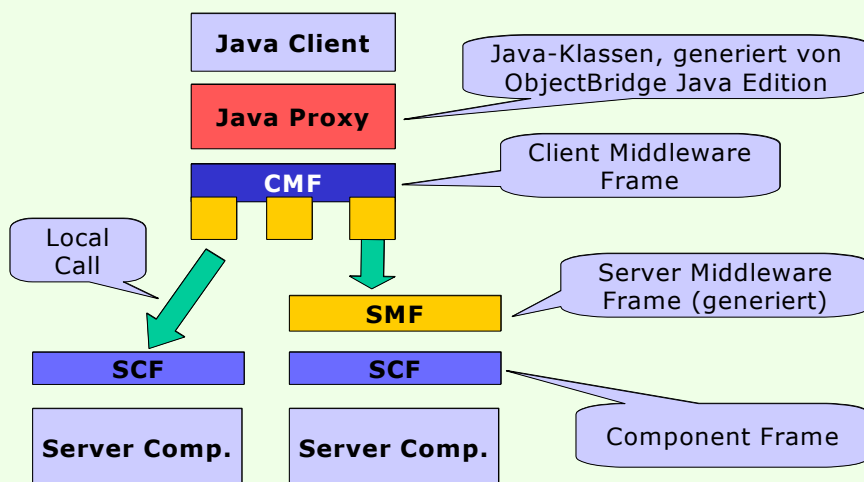 Java Client
Java-Klassen, generiert von
ObjectBridge Java Edition
Java Proxy
Client Middleware
Frame
CMF
Local
Call
Server Middleware
Frame (generiert)
SMF
SCF
SCF
Server Comp.
Server Comp.
Component Frame